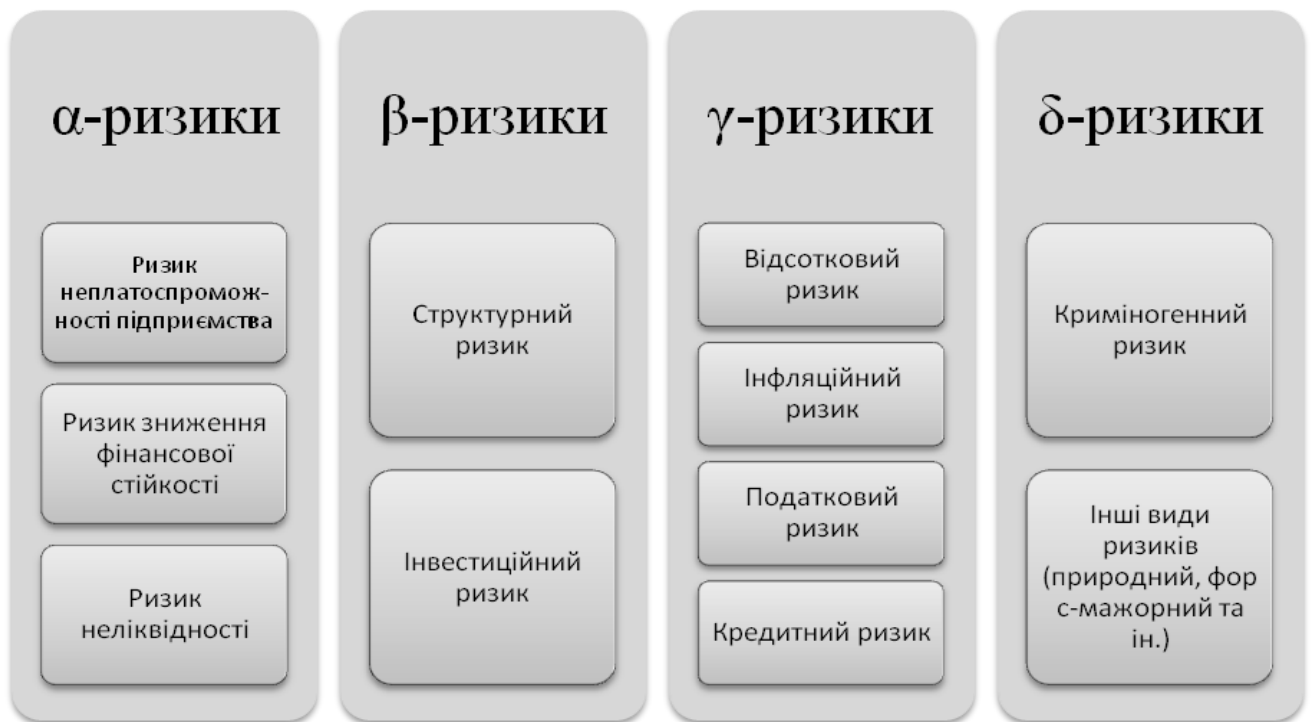 α-ризики
Ризик
неплатоспромож-
ності підприємства
Ризик зниження
фінансової
стійкості
Ризик
неліквідності
β-ризики
Структурний
ризик
Інвестиційний
ризик
γ-ризики
Відсотковий
ризик
Інфляційний
ризик
Податковий
ризик
Кредитний ризик
δ-ризики
Криміногенний
ризик
Інші види
ризиків
(природний, фор
с-мажорний та
ін.)